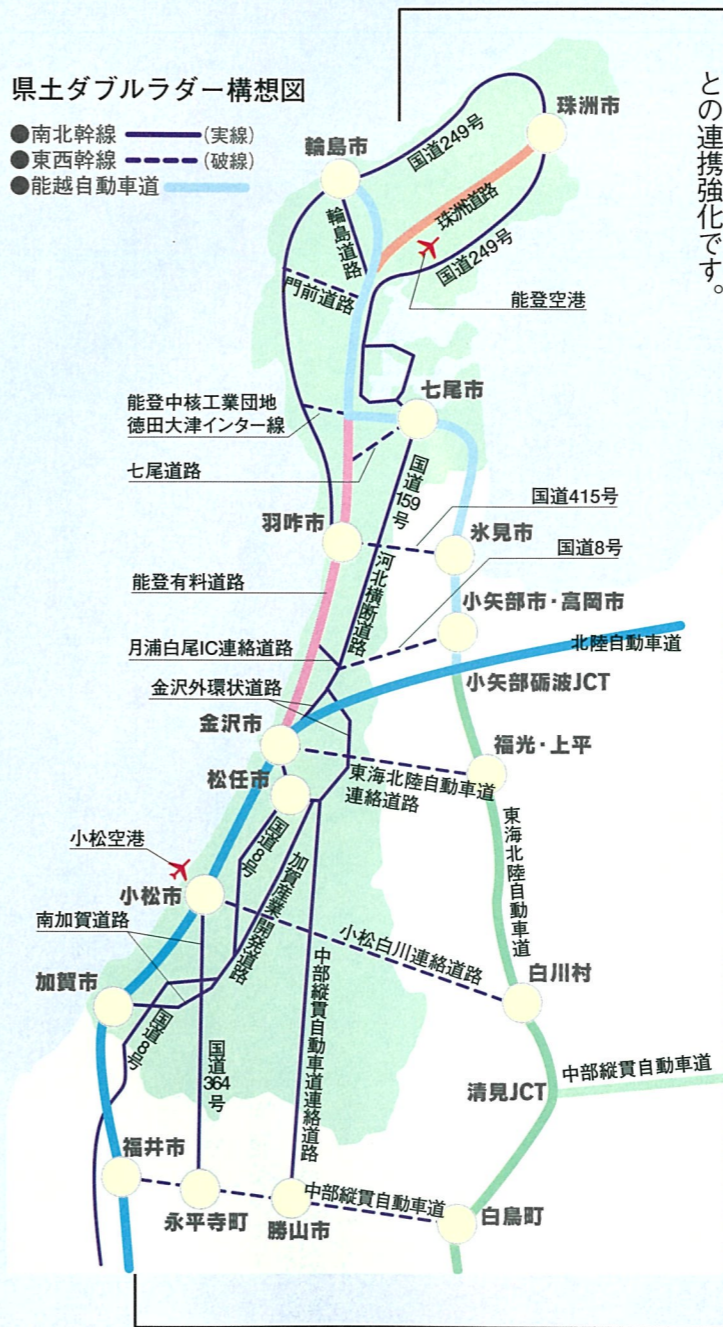 との連携強化です。
県土ダブルラダー構想図
●南北幹線 (実線)
●東西幹線 (破線)
●能越自動車道
珠洲市
輪島市
国道249号
珠洲道路
国道249号
輪島道路
門前道路
能登空港
能登中核工業団地
徳田大津インター線
七尾市
七尾道路
国道159号
国道415号
羽咋市
氷見市
国道8号
河北横断道路
能登有料道路
小矢部市・高岡市
月浦白尾IC連絡道路
北陸自動車道
小矢部砺波JCT
金沢外環状道路
金沢市
福光・上平
松任市
東海北陸自動車道
連絡道路
小松空港
国道8号
加賀産業開発道路
東海北陸自動車道
小松市
南加賀道路
小松白川連絡道路
加賀市
白川村
国道8号
国道364号
中部縦貫自動車道連絡道路
清見JCT
中部縦貫自動車道
福井市
永平寺町
勝山市
中部縦貫自動車道
白鳥町